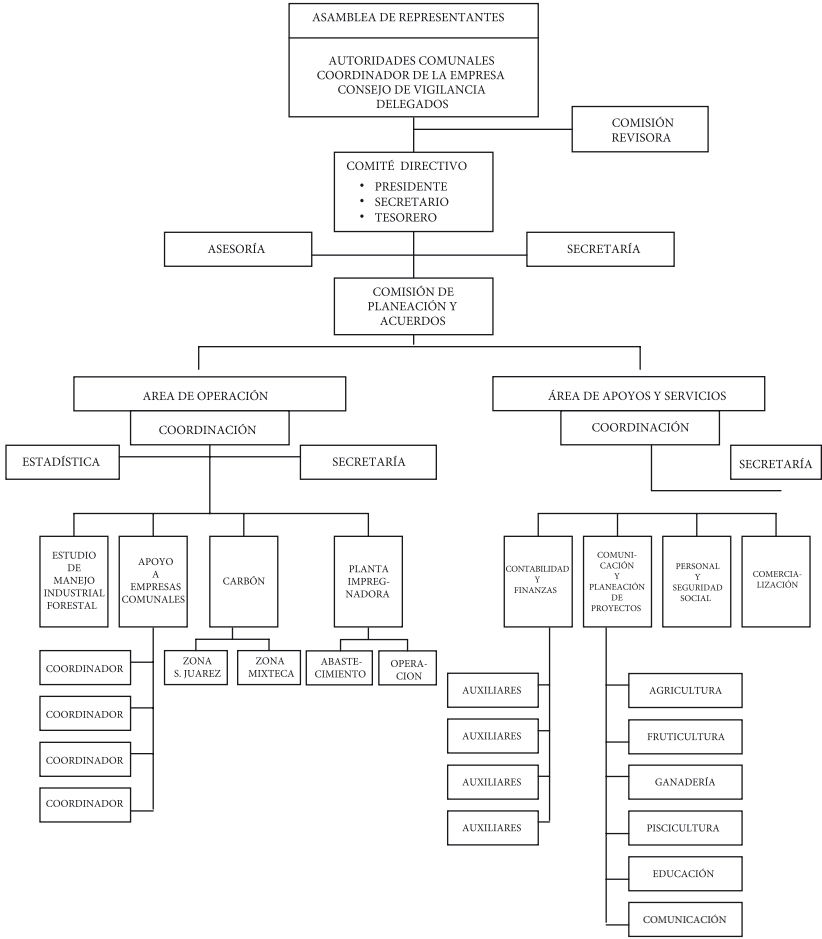 ASAMBLEA DE REPRESENTANTES
AUTORIDADES COMUNALES
COORDINADOR DE LA EMPRESA
CONSEJO DE VIGILANCIA
DELEGADOS
COMISIÓN
REVISORA
COMITÉ DIRECTIVO
• PRESIDENTE
• SECRETARIO
• TESORERO
ASESORÍA
SECRETARÍA
COMISIÓN DE
PLANEACIÓN Y
ACUERDOS
AREA DE OPERACIÓN
COORDINACIÓN
ÁREA DE APOYOS Y SERVICIOS
COORDINACIÓN
ESTADÍSTICA
SECRETARÍA
SECRETARÍA
ESTUDIO
DE
MANEJO
INDUSTRIAL
FORESTAL
APOYO
A
EMPRESAS
COMUNALES
CARBÓN
PLANTA
IMPREG-
NADORA
CONTABILIDAD
Y
FINANZAS
COMUNI-
CACIÓN
Y
PLANEACIÓN
DE
PROYECTOS
PERSONAL
Y
SEGURIDAD
SOCIAL
COMERCIA-
LIZACIÓN
COORDINADOR
COORDINADOR
COORDINADOR
COORDINADOR
ZONA
S. JUAREZ
ZONA
MIXTECA
ABASTE-
CIMIENTO
OPERA-
CION
AUXILIARES
AUXILIARES
AUXILIARES
AUXILIARES
AGRICULTURA
FRUTICULTURA
GANADERÍA
PISCICULTURA
EDUCACIÓN
COMUNICACIÓN